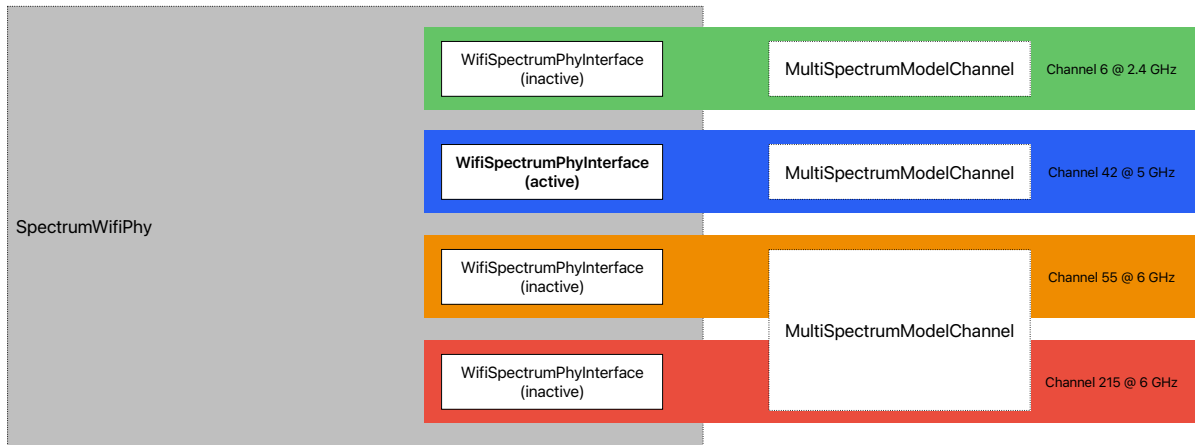 WifiSpectrumPhyInterface
(inactive)
MultiSpectrumModelChannel
Channel 6 @ 2.4 GHz
WifiSpectrumPhyInterface
(active)
MultiSpectrumModelChannel
Channel 42 @ 5 GHz
SpectrumWifiPhy
WifiSpectrumPhyInterface
(inactive)
Channel 55 @ 6 GHz
MultiSpectrumModelChannel
WifiSpectrumPhyInterface
(inactive)
Channel 215 @ 6 GHz